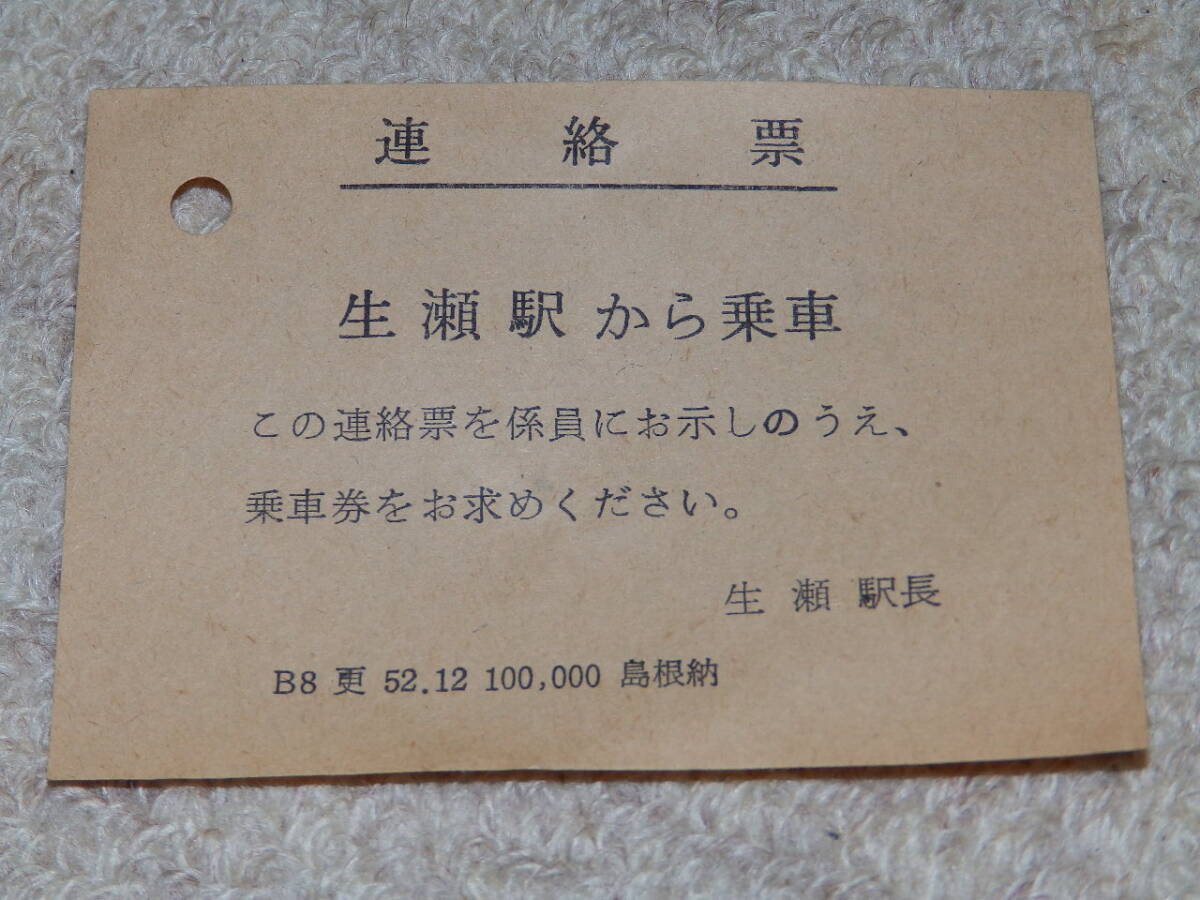 連絡票
生瀬駅から乗車
この連絡票を係員にお示しのうえ、
乗車券をお求めください。
生瀬駅長
B8 更 52.12 100,000 島根納